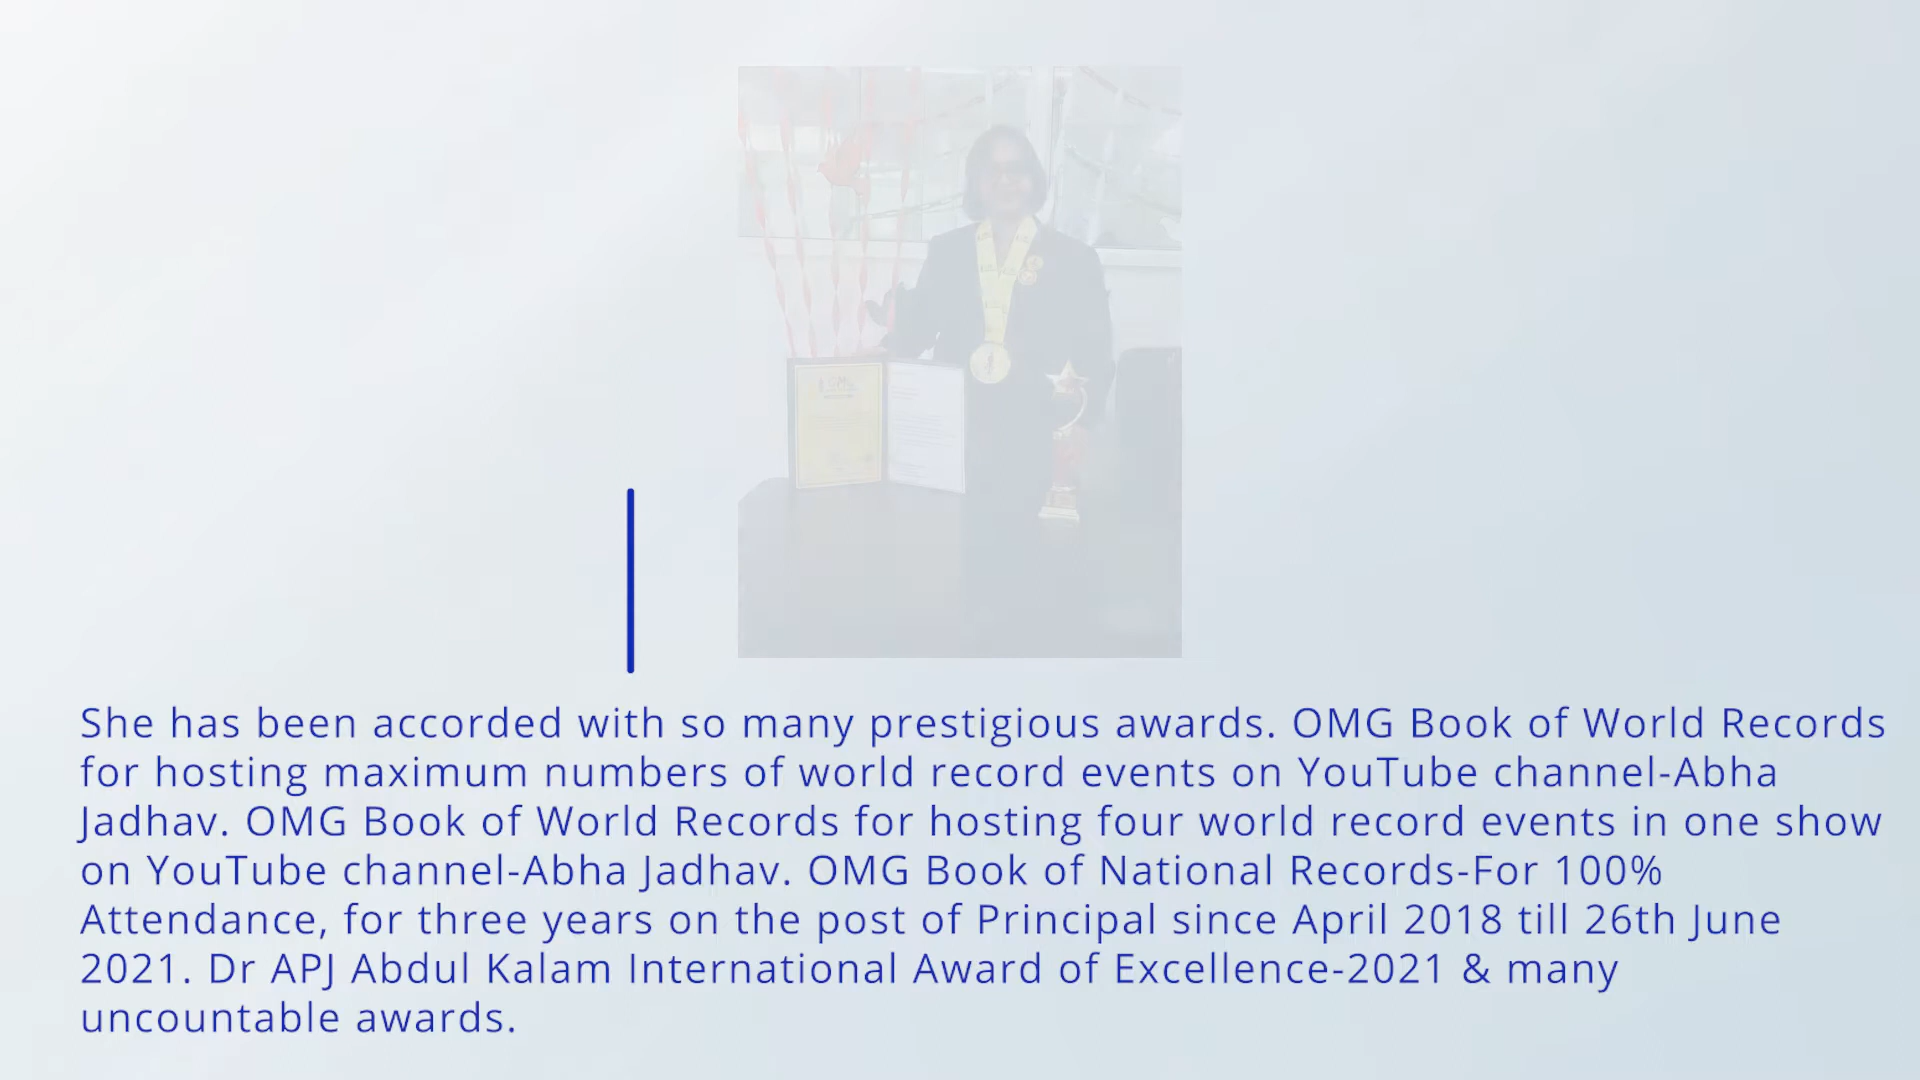 She has been accorded with so many prestigious awards. OMG Book of World Records
for hosting maximum numbers of world record events on YouTube channel-Abha
Jadhav. OMG Book of World Records for hosting four world record events in one show
on YouTube channel-Abha Jadhav. OMG Book of National Records-For 100%
Attendance, for three years on the post of Principal since April 2018 till 26th June
2021. Dr APJ Abdul Kalam International Award of Excellence-2021 & many
uncountable awards.